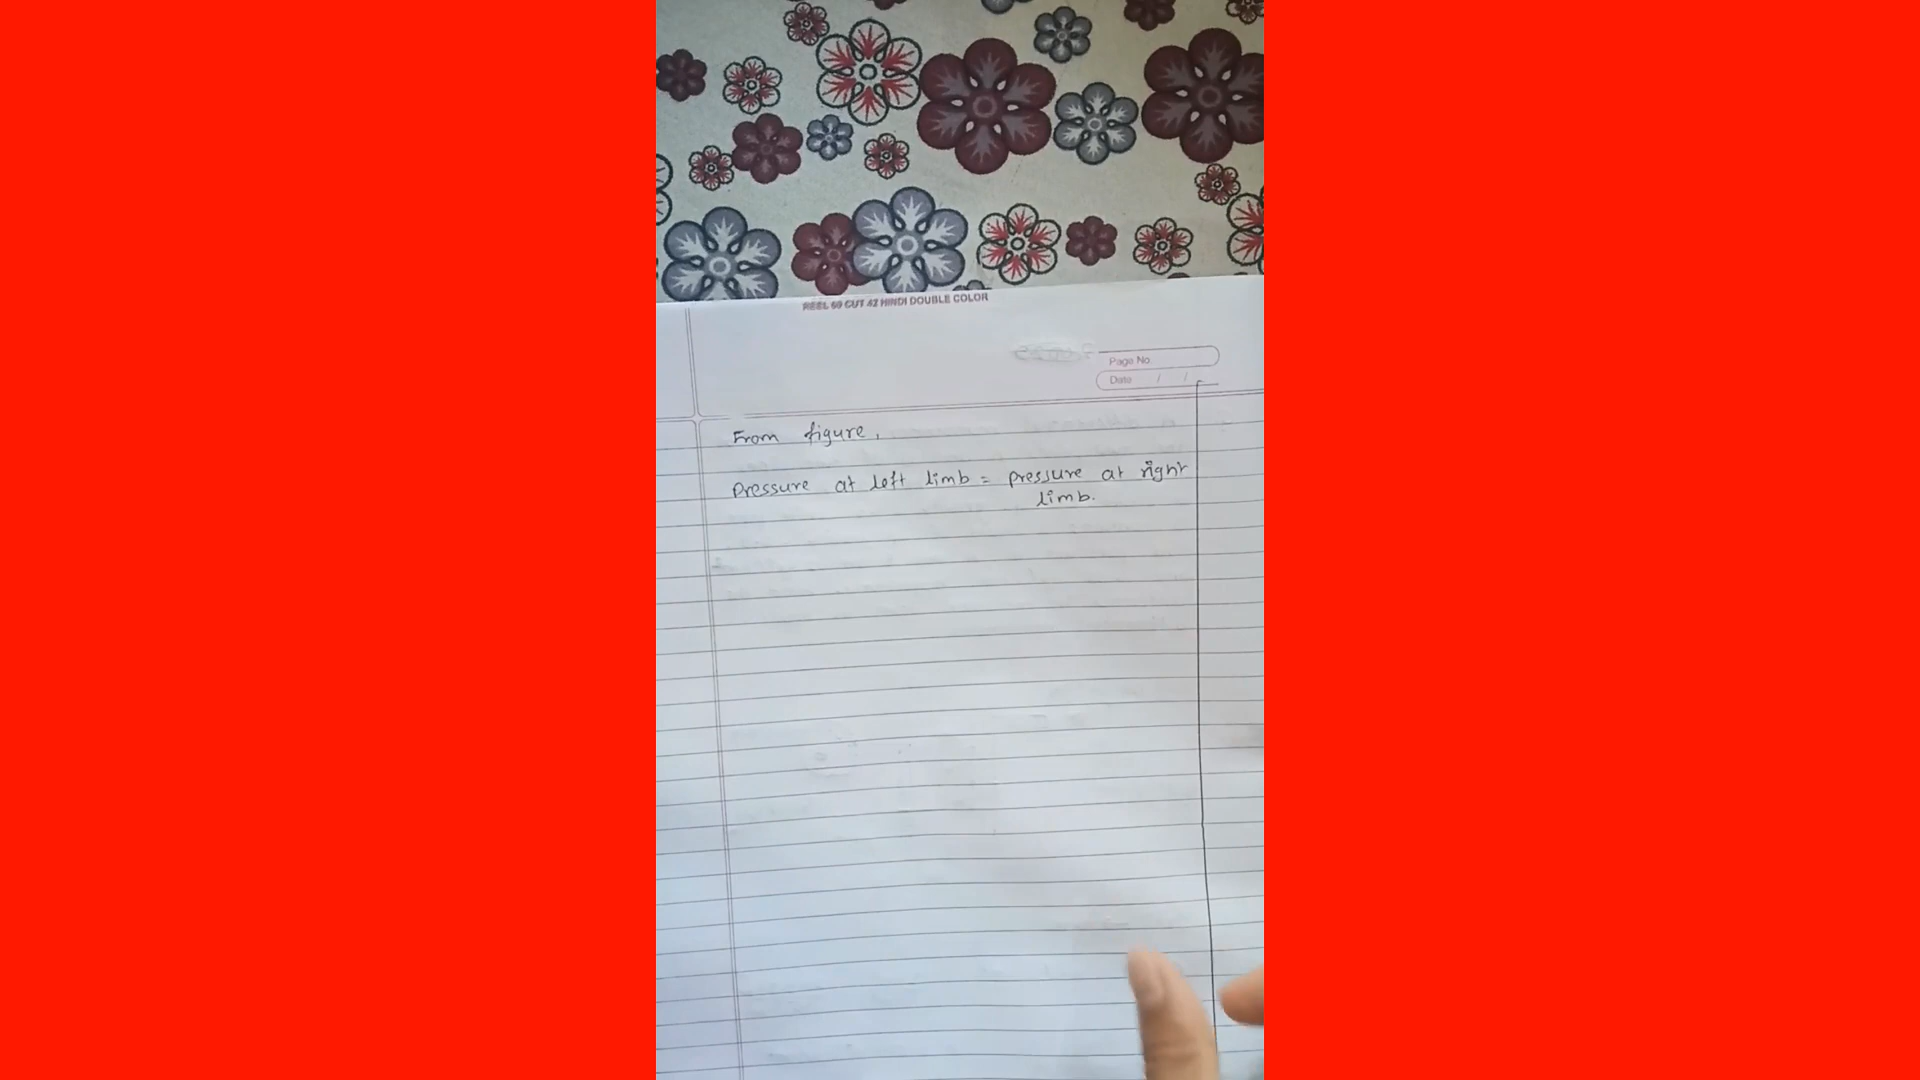 REEL 60 CUT 42 HINDI DOUBLE COLOR
Page No.
Date / /
From figure,
Pressure at left limb = pressure at right
limb.